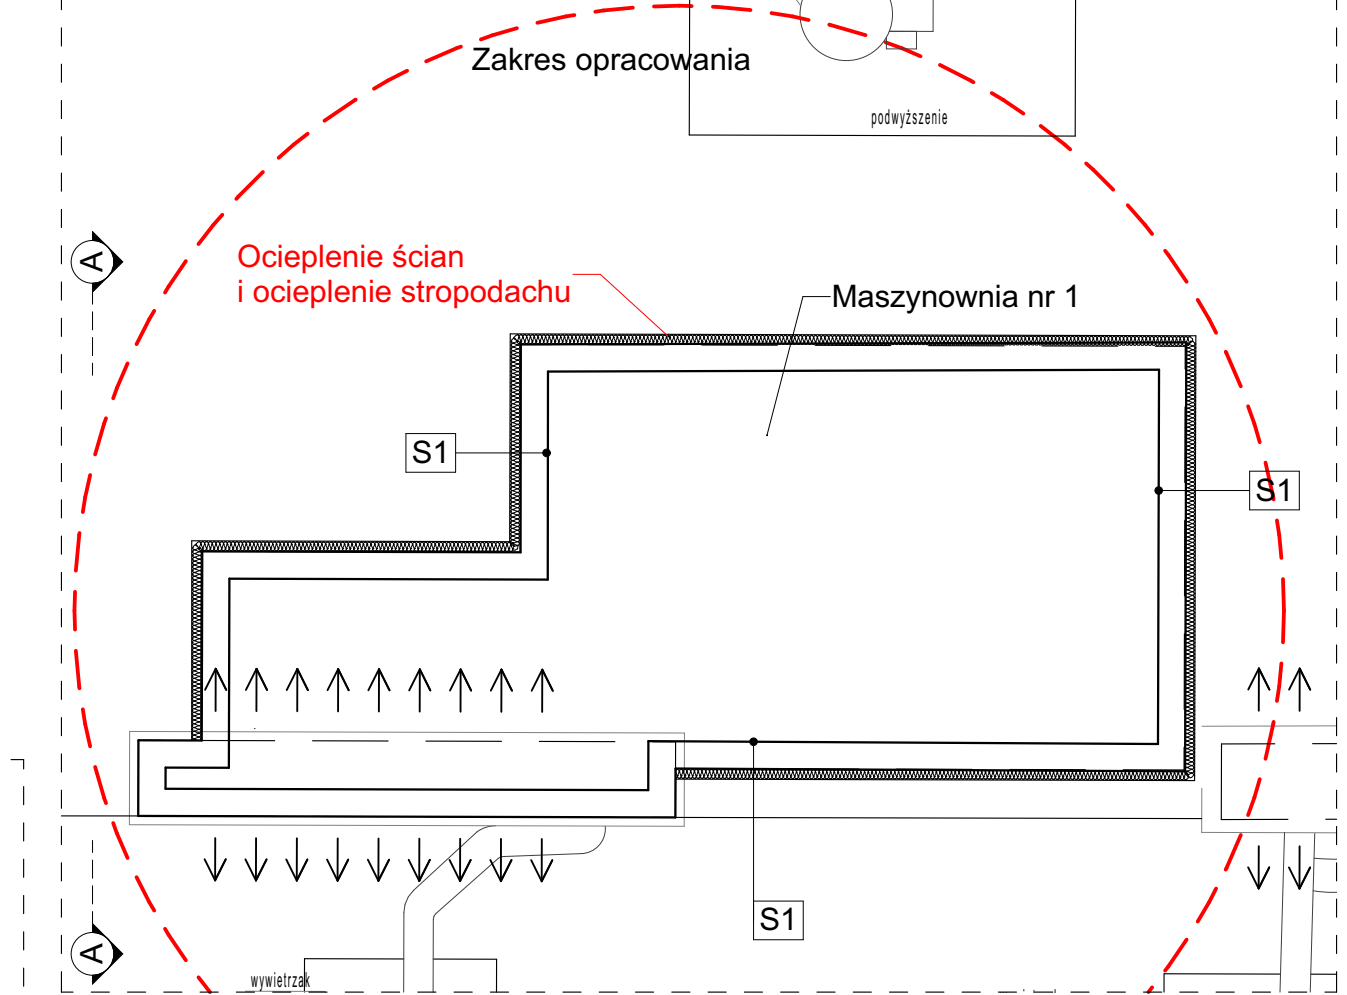 Zakres opracowania
podwyższenie
A
Ocieplenie ścian
i ocieplenie stropodachu
Maszynownia nr 1
S1
S1
S1
A
wywietrzak